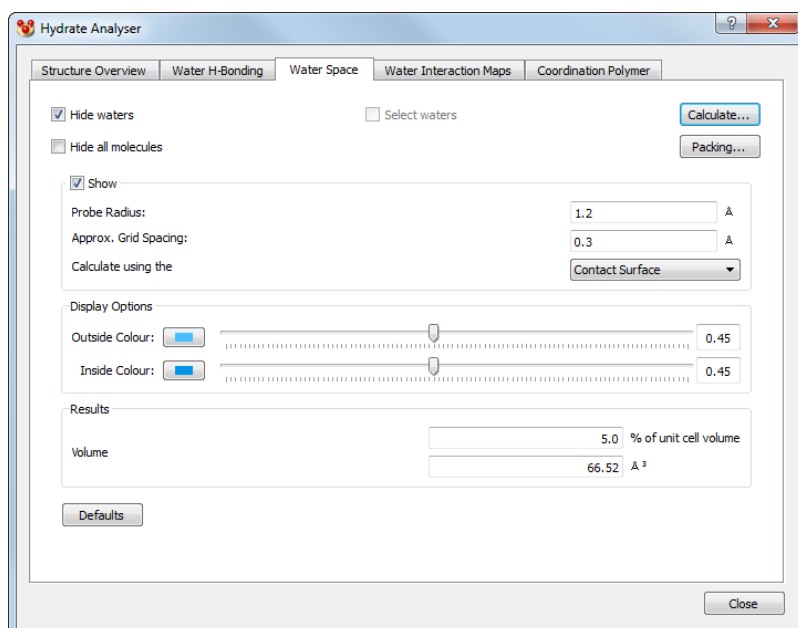 Hydrate Analyser
Structure Overview Water H-Bonding Water Space Water Interaction Maps Coordination Polymer
Hide waters Select waters Calculate...
Hide all molecules Packing...
Show
Probe Radius: 1.2 Å
Approx. Grid Spacing: 0.3 Å
Calculate using the Contact Surface
Display Options
Outside Colour: 0.45
Inside Colour: 0.45
Results
Volume
5.0 % of unit cell volume
66.52 Å³
Defaults
Close